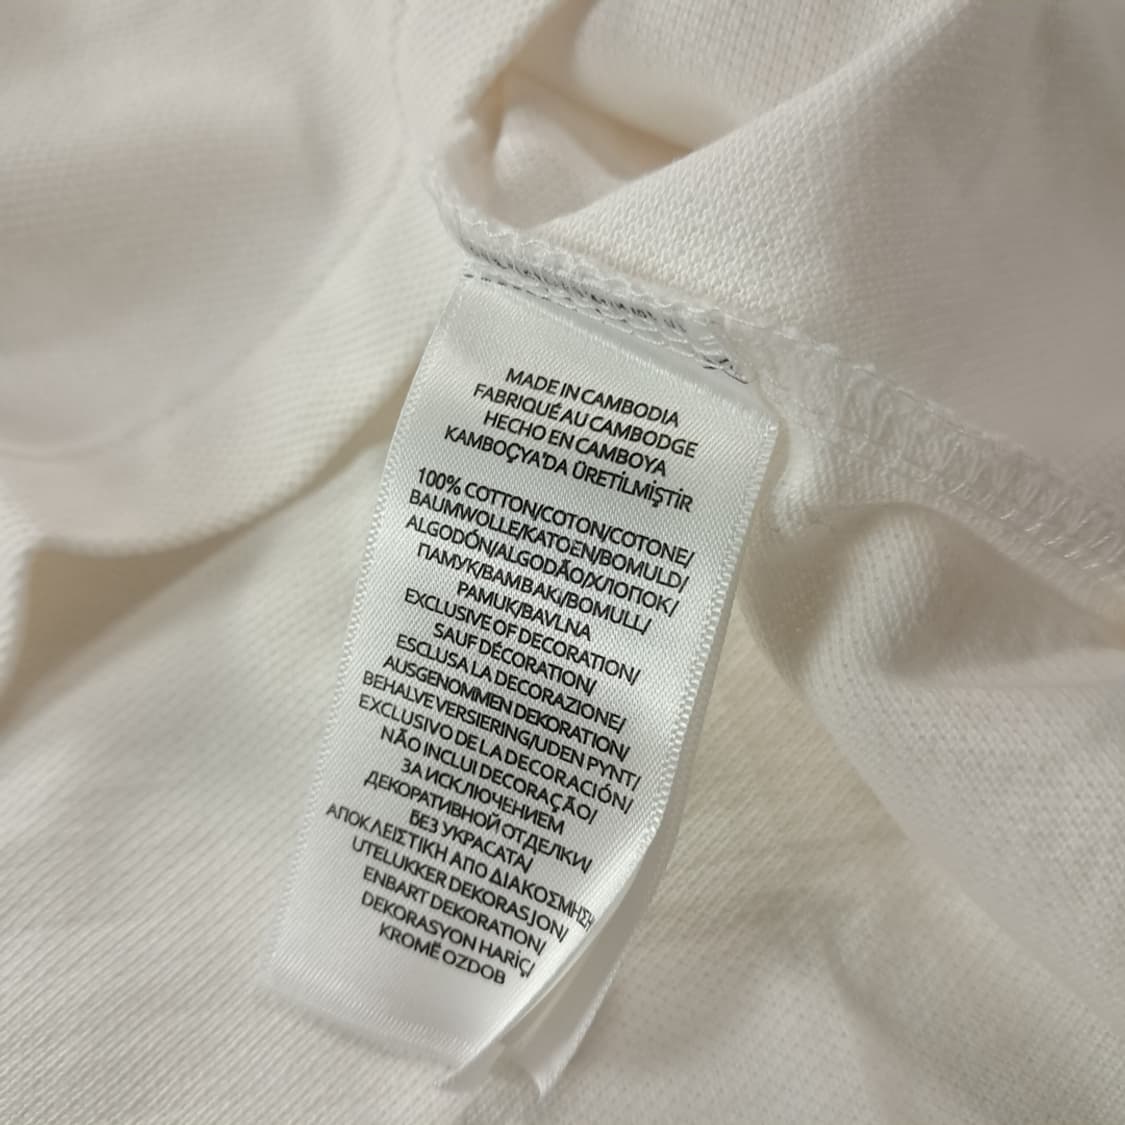 MADE IN CAMBODIA
FABRIQUÉ AU CAMBODGE
HECHO EN CAMBOYA
KAMBOÇYA'DA ÜRETİLMİŞTİR
100% COTTON/COTON/COTONE/
BAUMWOLLE/KATOEN/BOMULD/
ALGODÓN/ALGODÃO/ХЛОПОК/
ПАМУК/ΒΑΜΒΑΚΙ/BOMULL/
PAMUK/BAVLNA
EXCLUSIVE OF DECORATION/
SAUF DÉCORATION/
ESCLUSA LA DECORAZIONE/
AUSGENOMMEN DEKORATION/
BEHALVE VERSIERING/UDEN PYNT/
EXCLUSIVO DE LA DECORACIÓN/
NÃO INCLUI DECORAÇÃO/
ЗА ИСКЛЮЧЕНИЕМ
ДЕКОРАТИВНОЙ ОТДЕЛКИ/
БЕЗ УКРАСАТА/
ΑΠΟΚΛΕΙΣΤΙΚΗ ΑΠΟ ΔΙΑΚΟΣΜΗΣΗ
UTELUKKER DEKORASJON/
ENBART DEKORATION/
DEKORASYON HARİÇ/
KROMĚ OZDOB